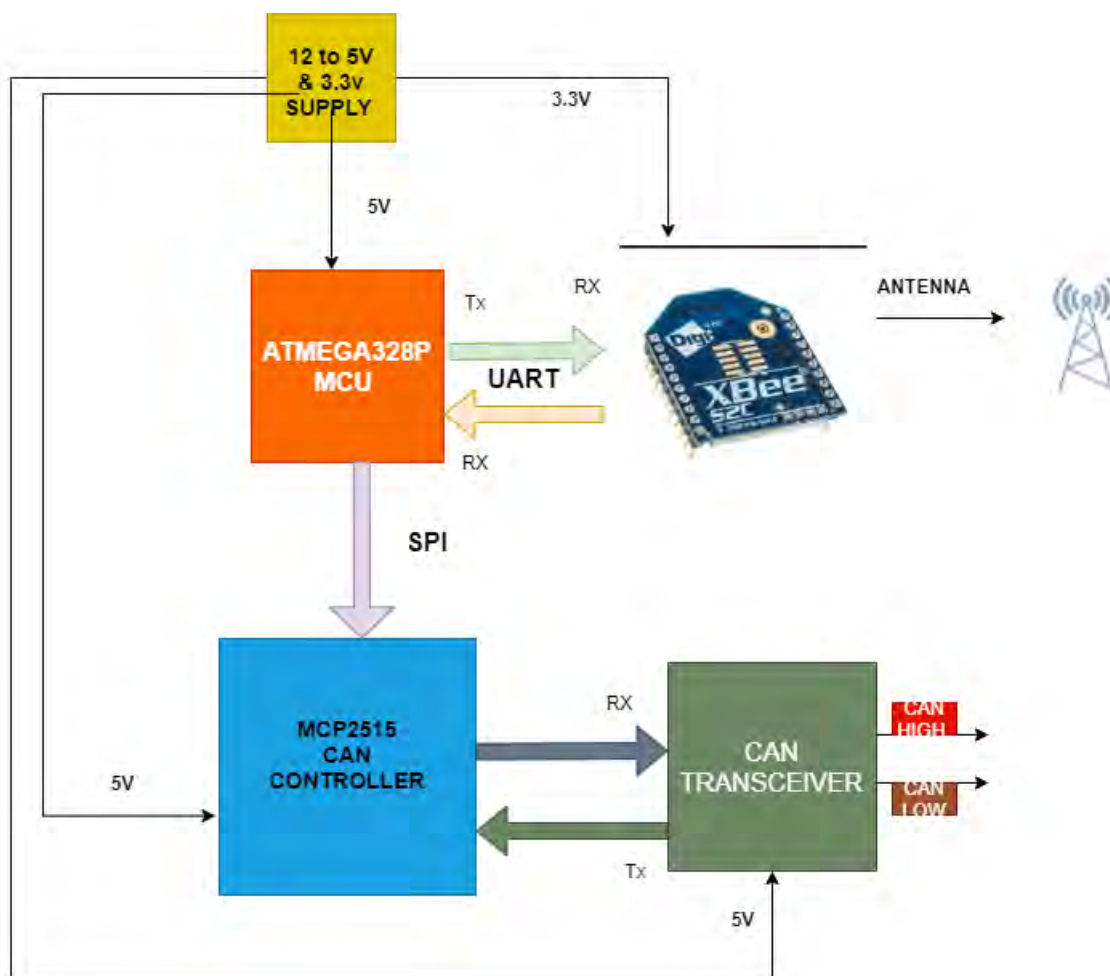 12 to 5V
& 3.3v
SUPPLY
3.3V
5V
Tx
RX
ANTENNA
ATMEGA328P
MCU
UART
Digi
XBee
S2C
RX
SPI
RX
MCP2515
CAN
CONTROLLER
CAN
HIGH
CAN
TRANSCEIVER
CAN
LOW
5V
Tx
5V